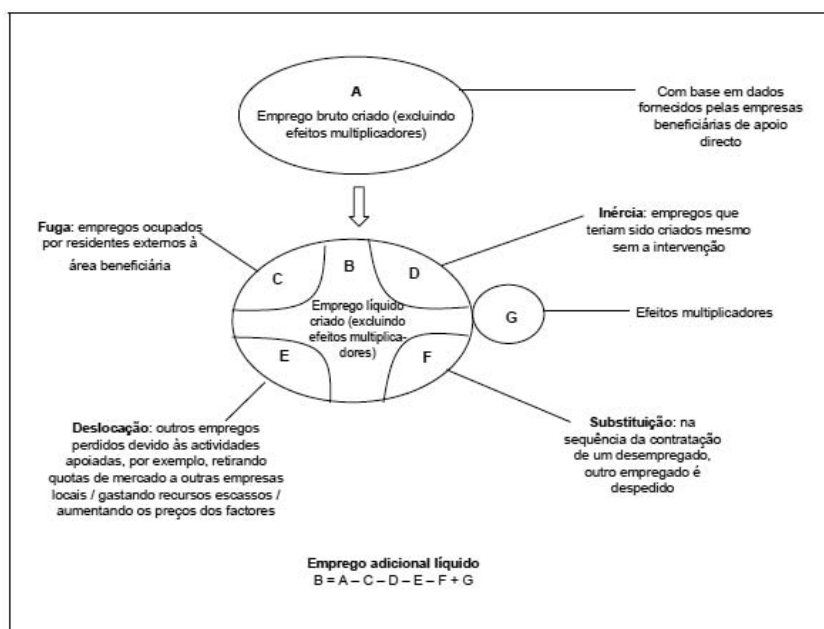 A
Emprego bruto criado (excluindo
efeitos multiplicadores)
Com base em dados
fornecidos pelas empresas
beneficiárias de apoio
directo
Fuga: empregos ocupados
por residentes externos à
área beneficiária
Inércia: empregos que
teriam sido criados mesmo
sem a intervenção
C
B
D
Emprego líquido
criado (excluindo
efeitos multiplica-
dores)
E
F
G
Efeitos multiplicadores
Deslocação: outros empregos
perdidos devido às actividades
apoiadas, por exemplo, retirando
quotas de mercado a outras empresas
locais / gastando recursos escassos /
aumentando os preços dos factores
Substituição: na
sequência da contratação
de um desempregado,
outro empregado é
despedido
Emprego adicional líquido
B = A – C – D – E – F + G